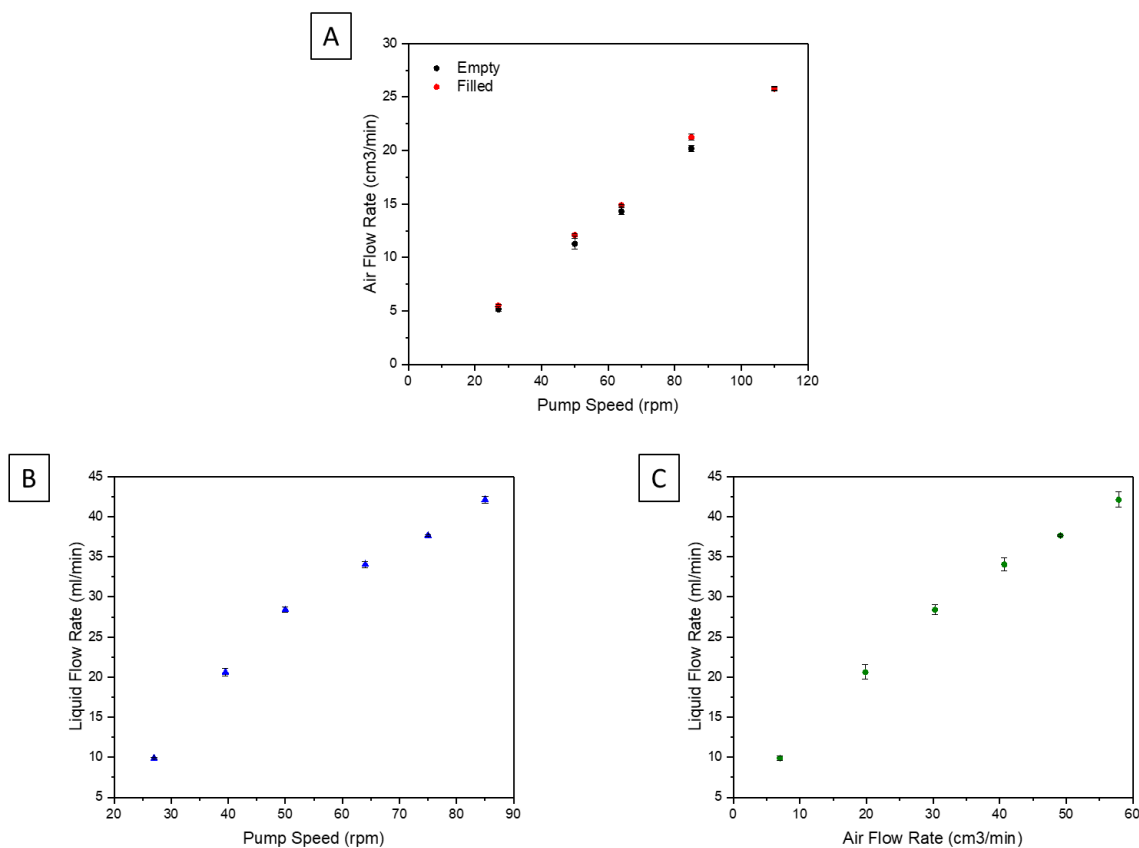 A
30
25
20
15
10
5
0
Air Flow Rate (cm3/min)
Empty
Filled
0 20 40 60 80 100 120
Pump Speed (rpm)
B
45
40
35
30
25
20
15
10
5
Liquid Flow Rate (ml/min)
20 30 40 50 60 70 80 90
Pump Speed (rpm)
C
45
40
35
30
25
20
15
10
5
Liquid Flow Rate (ml/min)
0 10 20 30 40 50 60
Air Flow Rate (cm3/min)